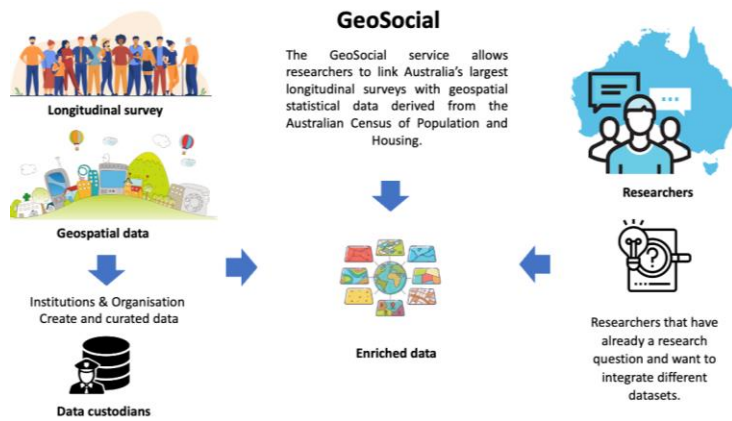 GeoSocial
The GeoSocial service allows
researchers to link Australia's largest
longitudinal surveys with geospatial
statistical data derived from the
Australian Census of Population and
Housing.
Longitudinal survey
Geospatial data
Institutions & Organisation
Create and curated data
Data custodians
Enriched data
Researchers
?
Researchers that have
already a research
question and want to
integrate different
datasets.